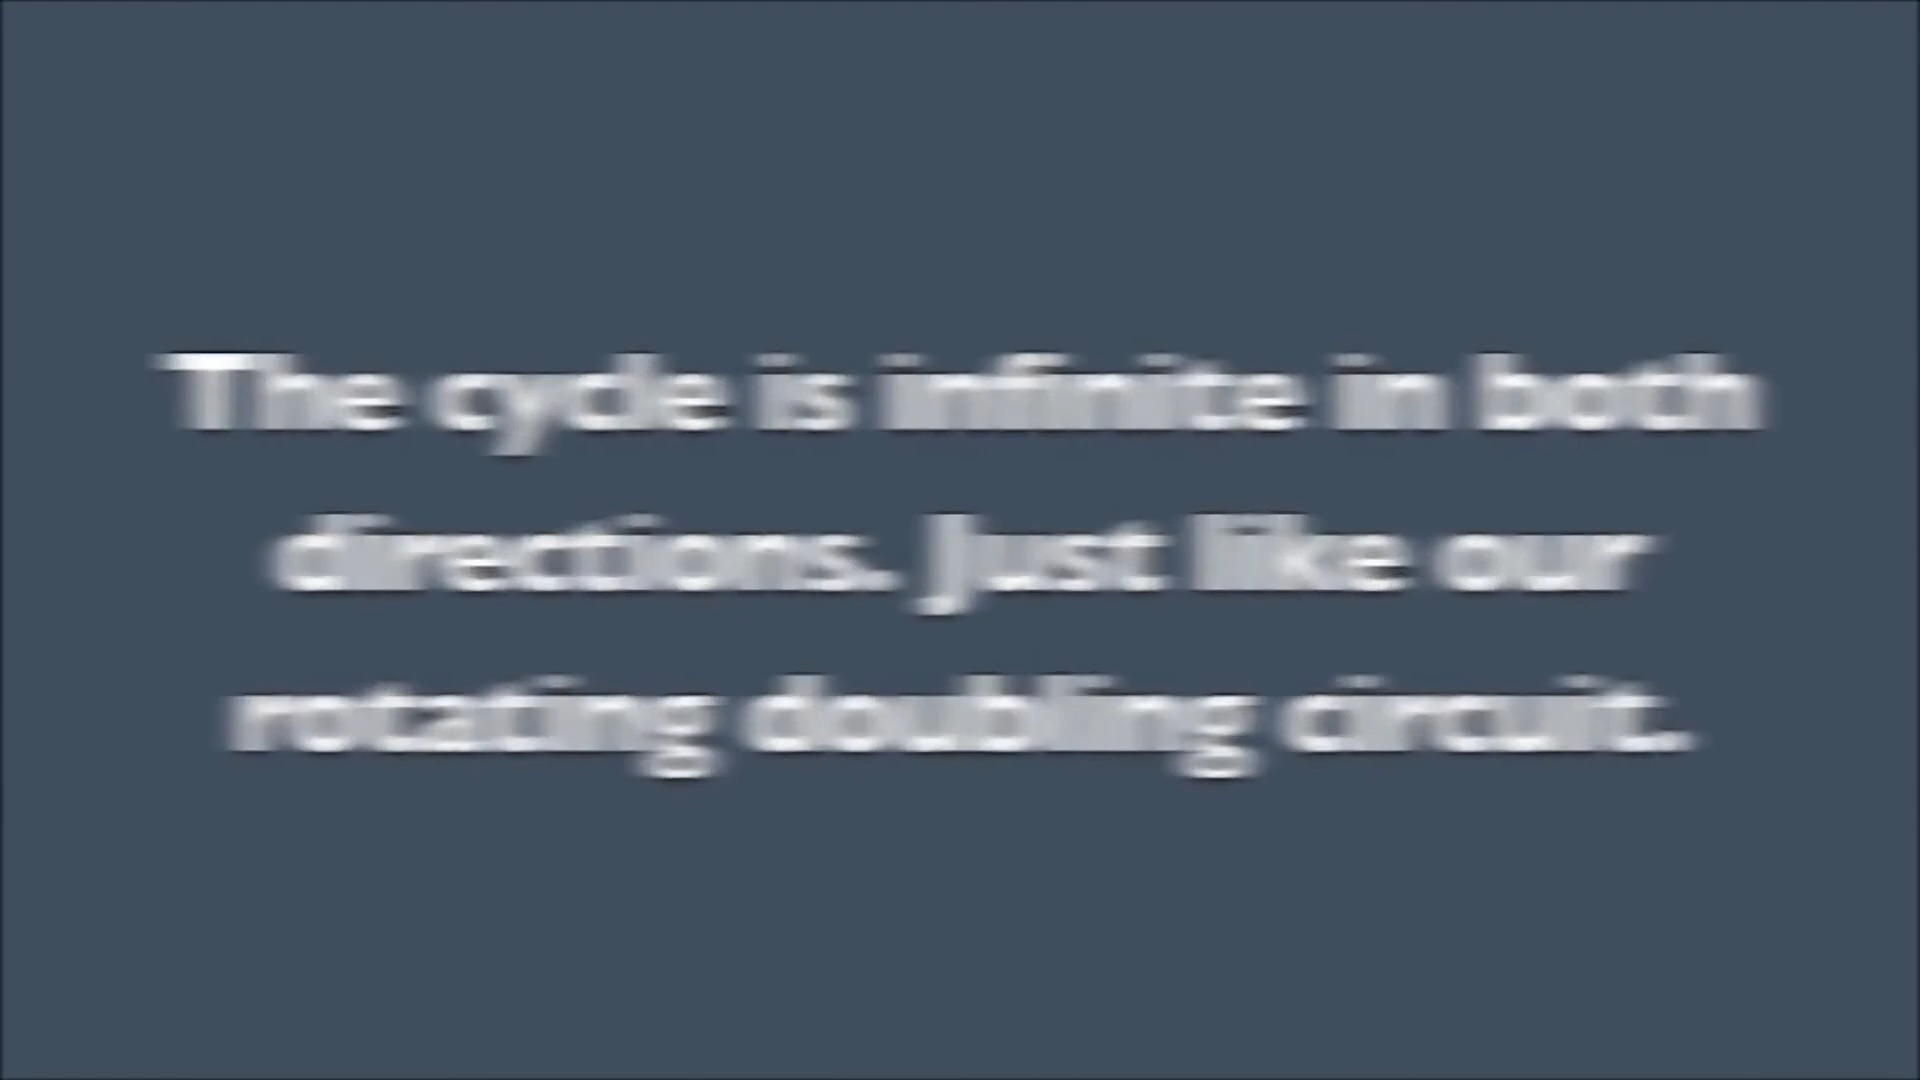 The cycle is infinite in both
directions. Just like our
rotating doubling circuit.